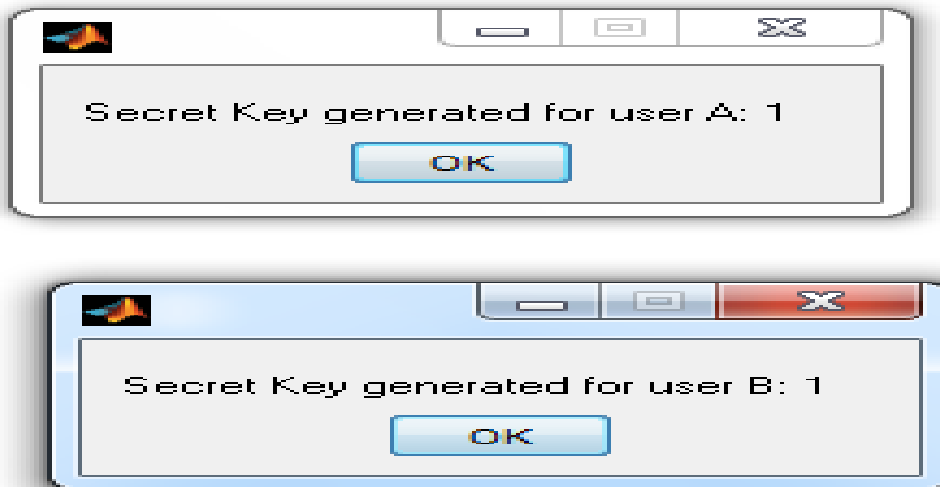 Secret Key generated for user A: 1
OK
Secret Key generated for user B: 1
OK